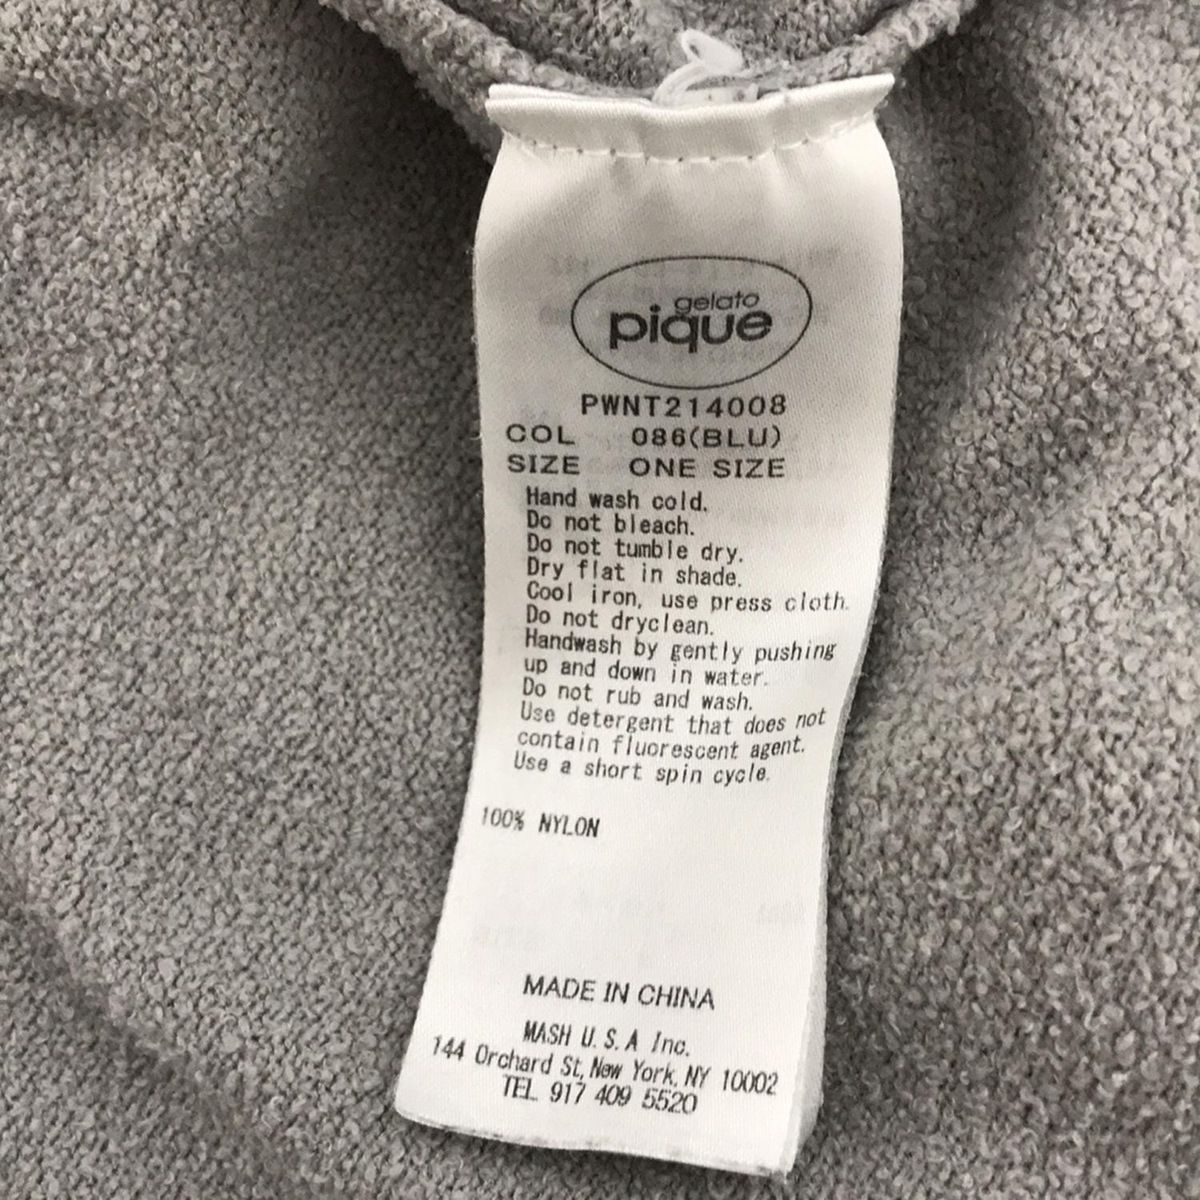 gelato
pique
PWNT214008
COL 086(BLU)
SIZE ONE SIZE
Hand wash cold.
Do not bleach.
Do not tumble dry.
Dry flat in shade.
Cool iron, use press cloth.
Do not dryclean.
Handwash by gently pushing
up and down in water.
Do not rub and wash.
Use detergent that does not
contain fluorescent agent.
Use a short spin cycle.
100% NYLON
MADE IN CHINA
MASH U.S.A Inc.
144 Orchard St, New York, NY 10002
TEL 917 409 5520